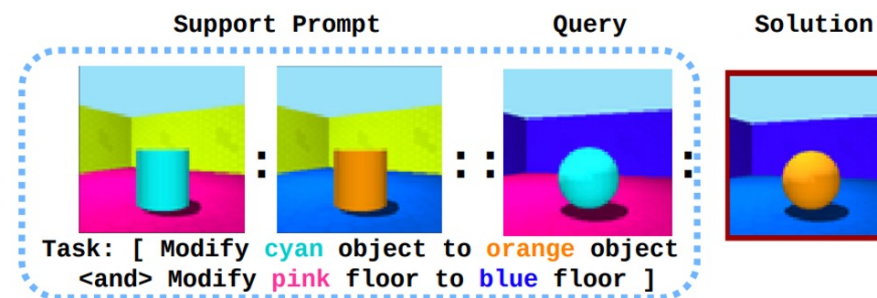 Support Prompt Query Solution
: :: :
Task: [ Modify cyan object to orange object
<and> Modify pink floor to blue floor ]